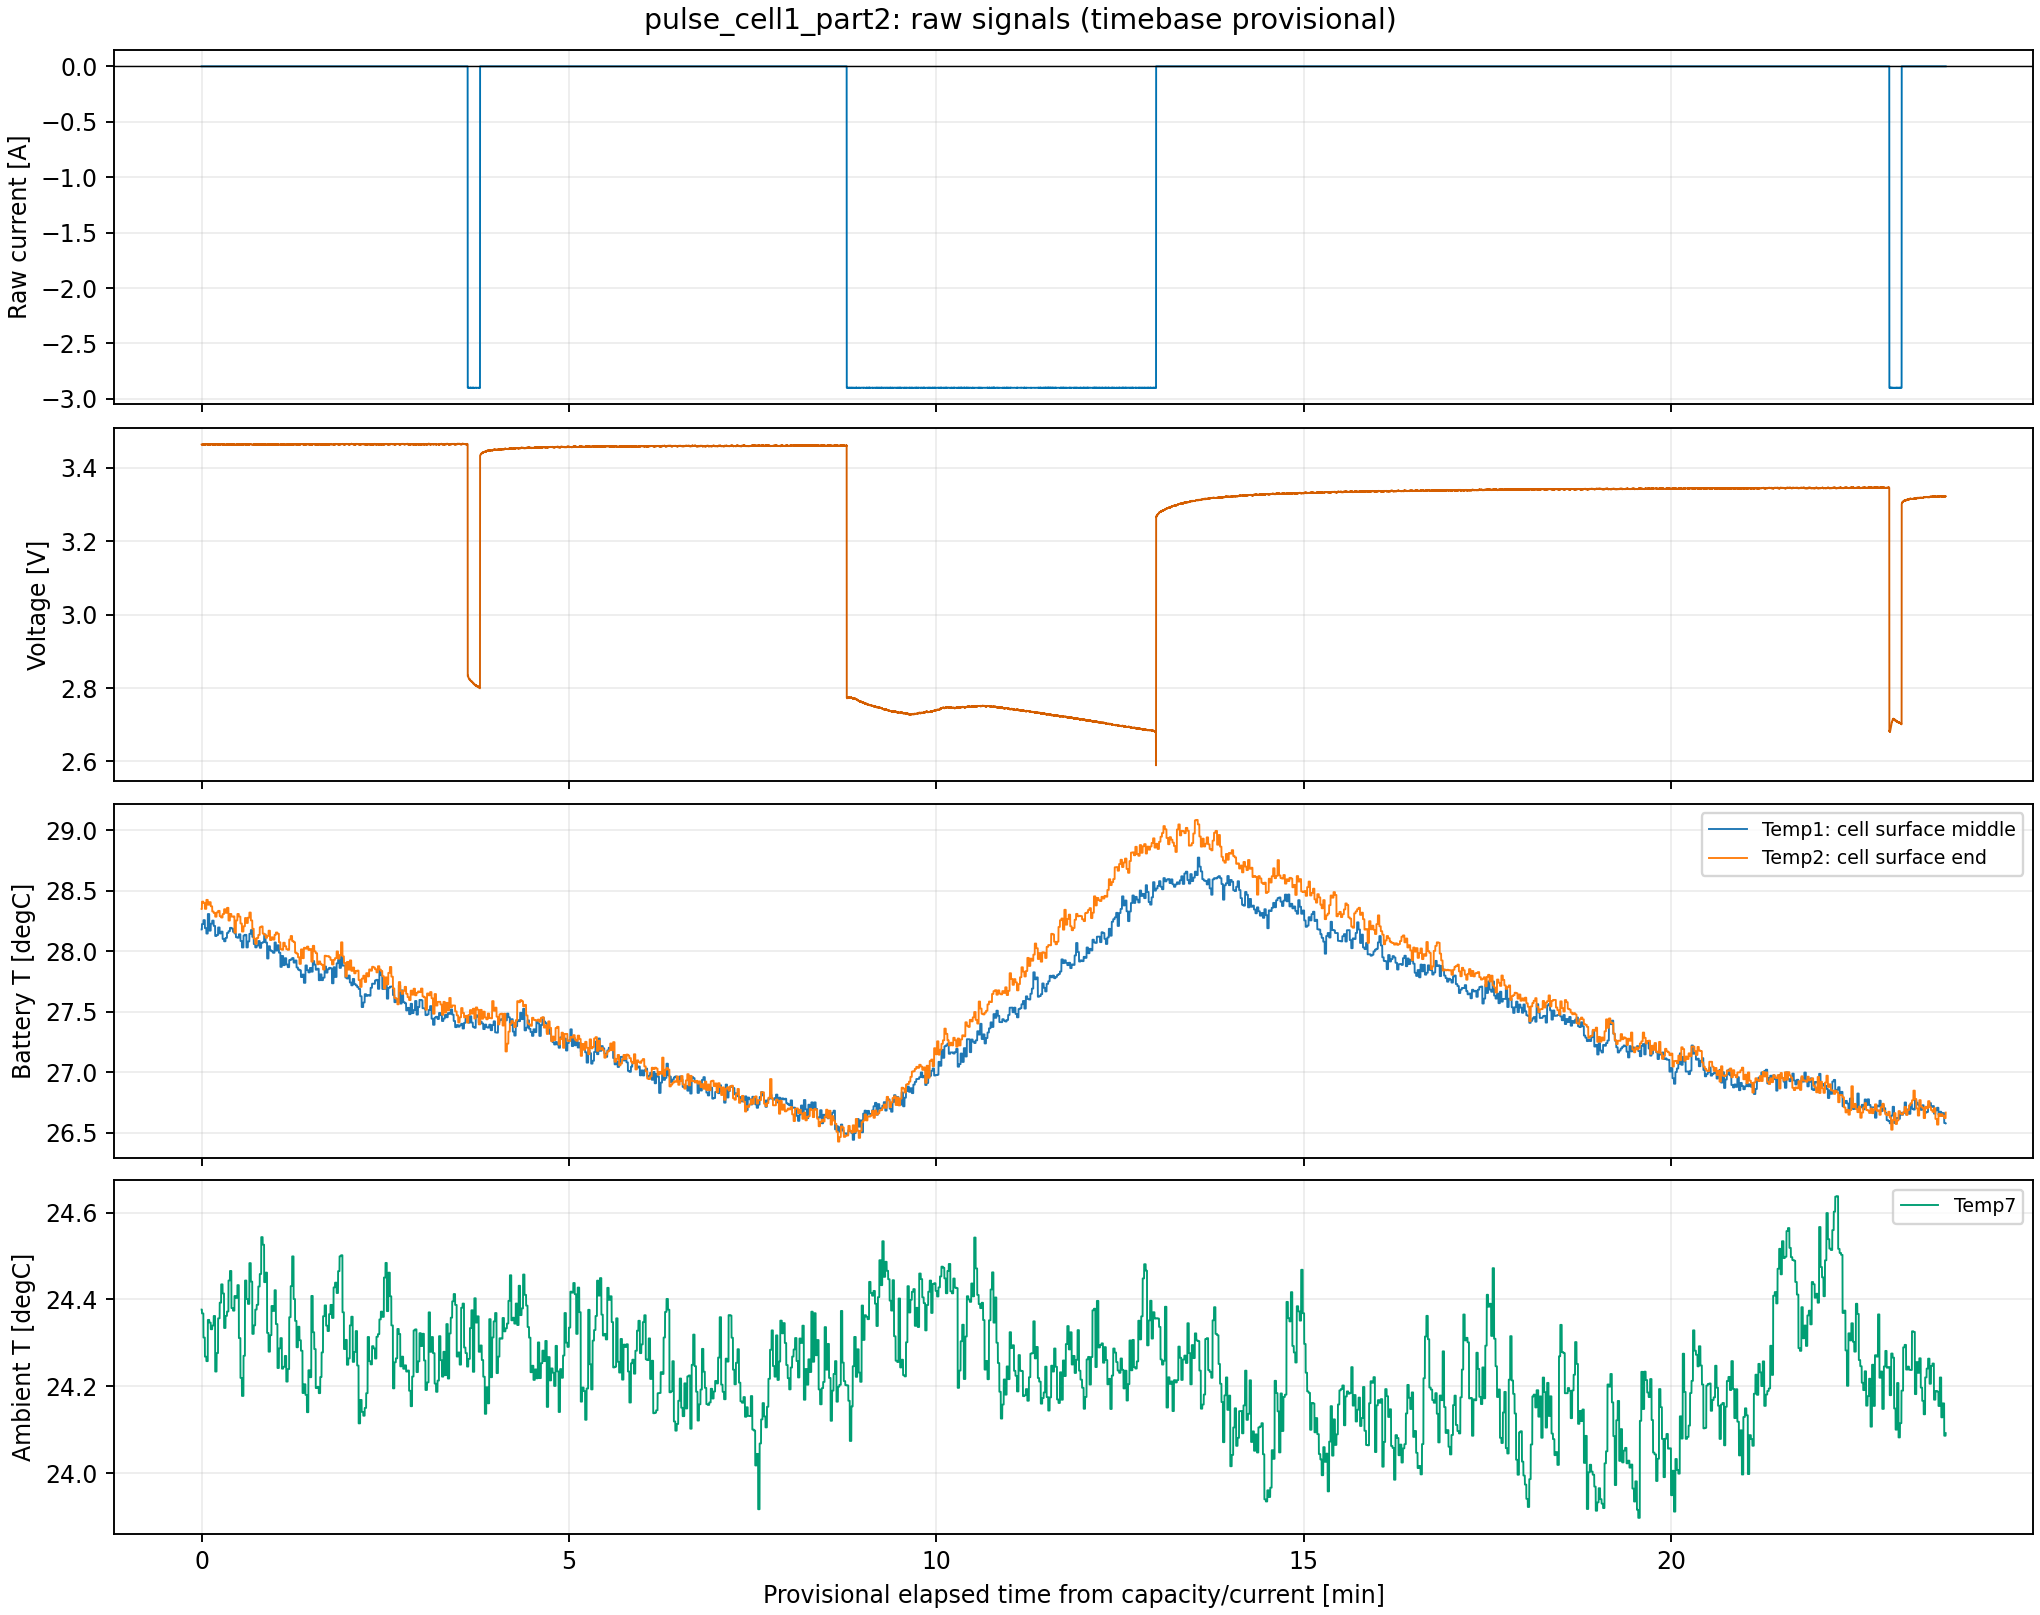 pulse_cell1_part2: raw signals (timebase provisional)
Raw current [A]
0.0
−0.5
−1.0
−1.5
−2.0
−2.5
−3.0
Voltage [V]
3.4
3.2
3.0
2.8
2.6
Battery T [degC]
29.0
28.5
28.0
27.5
27.0
26.5
Temp1: cell surface middle
Temp2: cell surface end
Ambient T [degC]
24.6
24.4
24.2
24.0
Temp7
0 5 10 15 20
Provisional elapsed time from capacity/current [min]